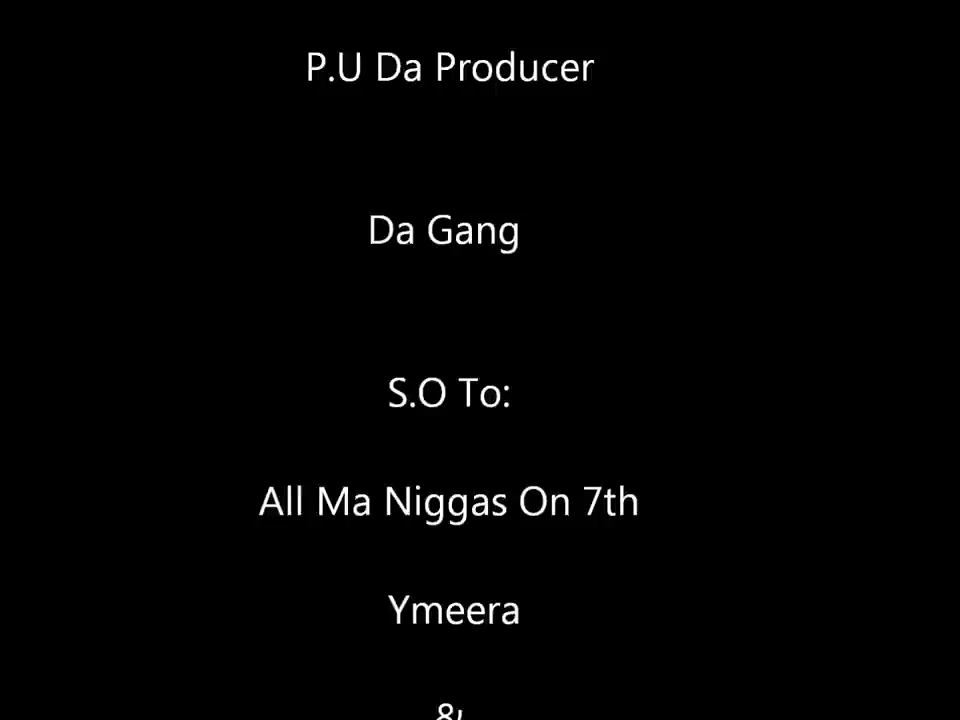 P.U Da Producer
Da Gang
S.O To:
All Ma Niggas On 7th
Ymeera
&